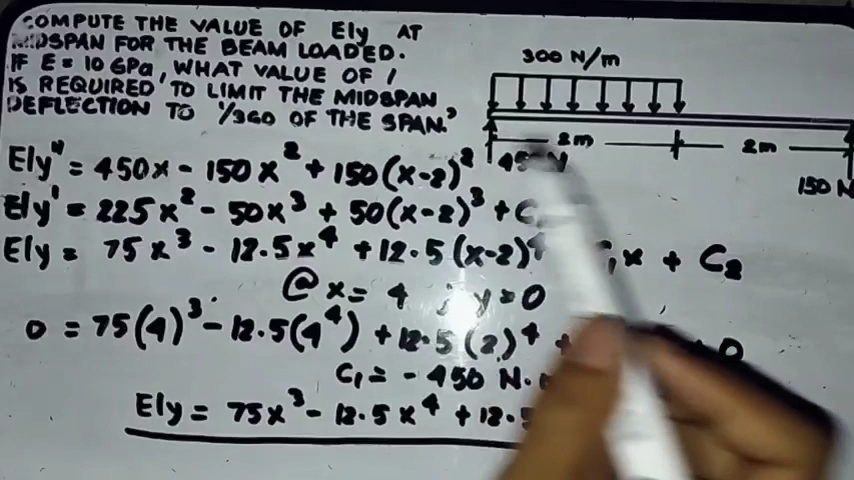 COMPUTE THE VALUE OF EIy AT
MIDSPAN FOR THE BEAM LOADED.
IF E = 10 GPa, WHAT VALUE OF I
IS REQUIRED TO LIMIT THE MIDSPAN
DEFLECTION TO 1/360 OF THE SPAN?
300 N/m
2m
2m
150 N
EIy" = 450x - 150x² + 150(x-2)²
EIy' = 225x² - 50x³ + 50(x-2)³ + C
EIy = 75x³ - 12.5x⁴ + 12.5(x-2)⁴ C₁x + C₂
@ x = 4 ; y = 0
0 = 75(4)³ - 12.5(4⁴) + 12.5(2)⁴ + + 0
C₁ = - 450 N·
EIy = 75x³ - 12.5x⁴ + 12.5